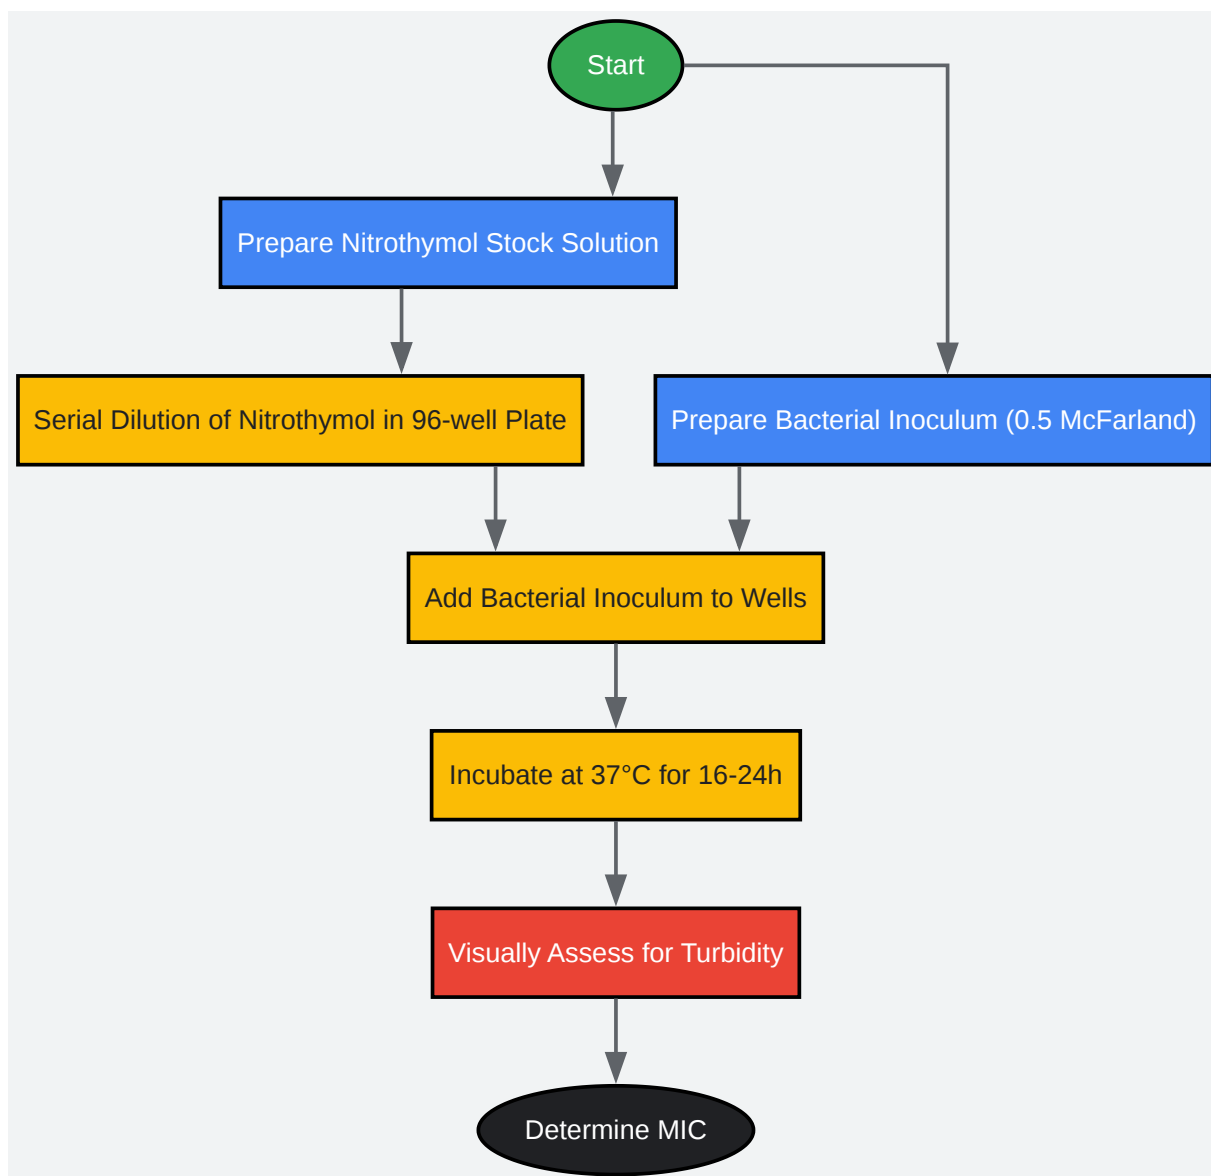 Start
Prepare Nitrothymol Stock Solution
Serial Dilution of Nitrothymol in 96-well Plate
Prepare Bacterial Inoculum (0.5 McFarland)
Add Bacterial Inoculum to Wells
Incubate at 37°C for 16-24h
Visually Assess for Turbidity
Determine MIC